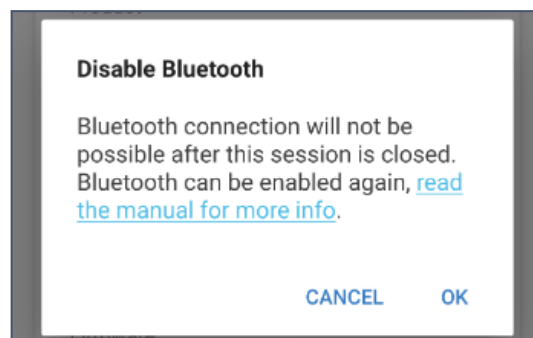 Disable Bluetooth
Bluetooth connection will not be
possible after this session is closed.
Bluetooth can be enabled again, read
the manual for more info.
CANCEL OK